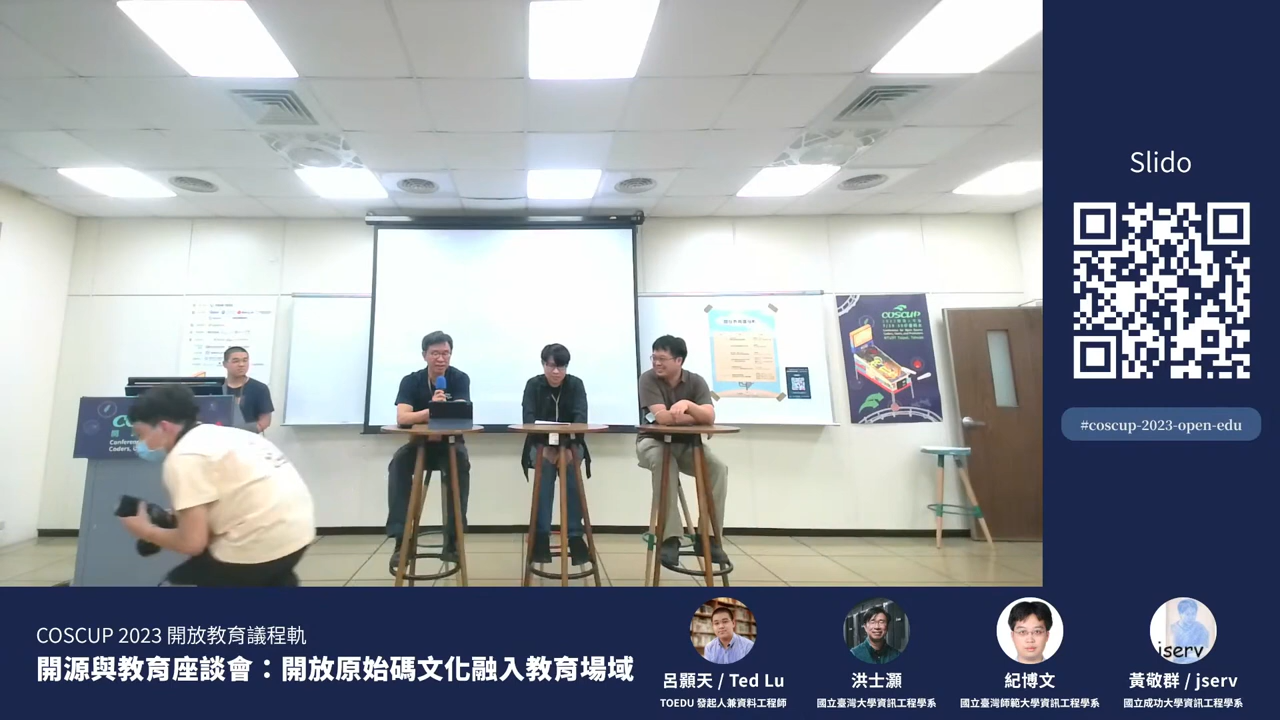 Slido
#coscup-2023-open-edu
COSCUP
COSCUP 2023 開放教育議程軌
開源與教育座談會：開放原始碼文化融入教育場域
jserv
呂顥天 / Ted Lu
TOEDU 發起人兼資料工程師
洪士灝
國立臺灣大學資訊工程學系
紀博文
國立臺灣師範大學資訊工程學系
黃敬群 / jserv
國立成功大學資訊工程學系